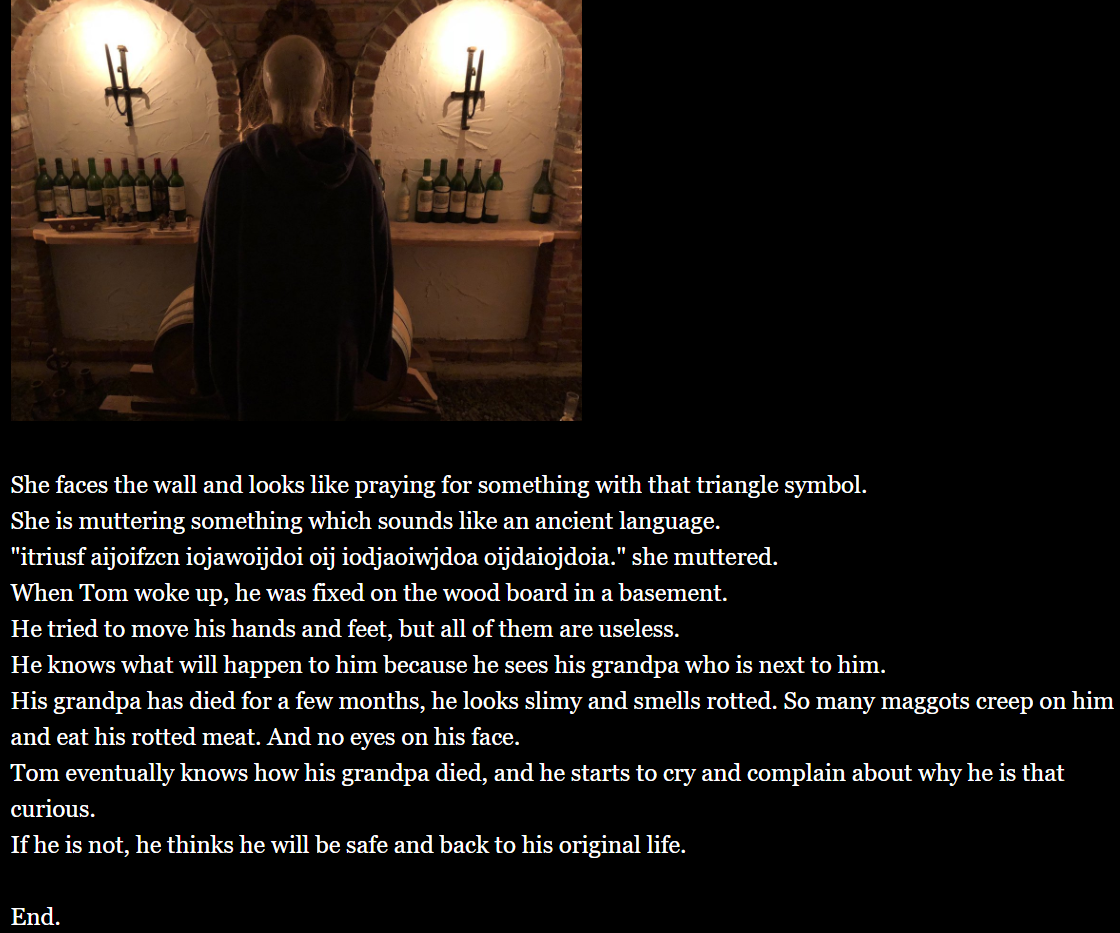 She faces the wall and looks like praying for something with that triangle symbol.
She is muttering something which sounds like an ancient language.
"itriusf aijoifzcn iojawoijdoi oij iodjaoiwjdoa oijdaiojdoia." she muttered.
When Tom woke up, he was fixed on the wood board in a basement.
He tried to move his hands and feet, but all of them are useless.
He knows what will happen to him because he sees his grandpa who is next to him.
His grandpa has died for a few months, he looks slimy and smells rotted. So many maggots creep on him
and eat his rotted meat. And no eyes on his face.
Tom eventually knows how his grandpa died, and he starts to cry and complain about why he is that
curious.
If he is not, he thinks he will be safe and back to his original life.
End.